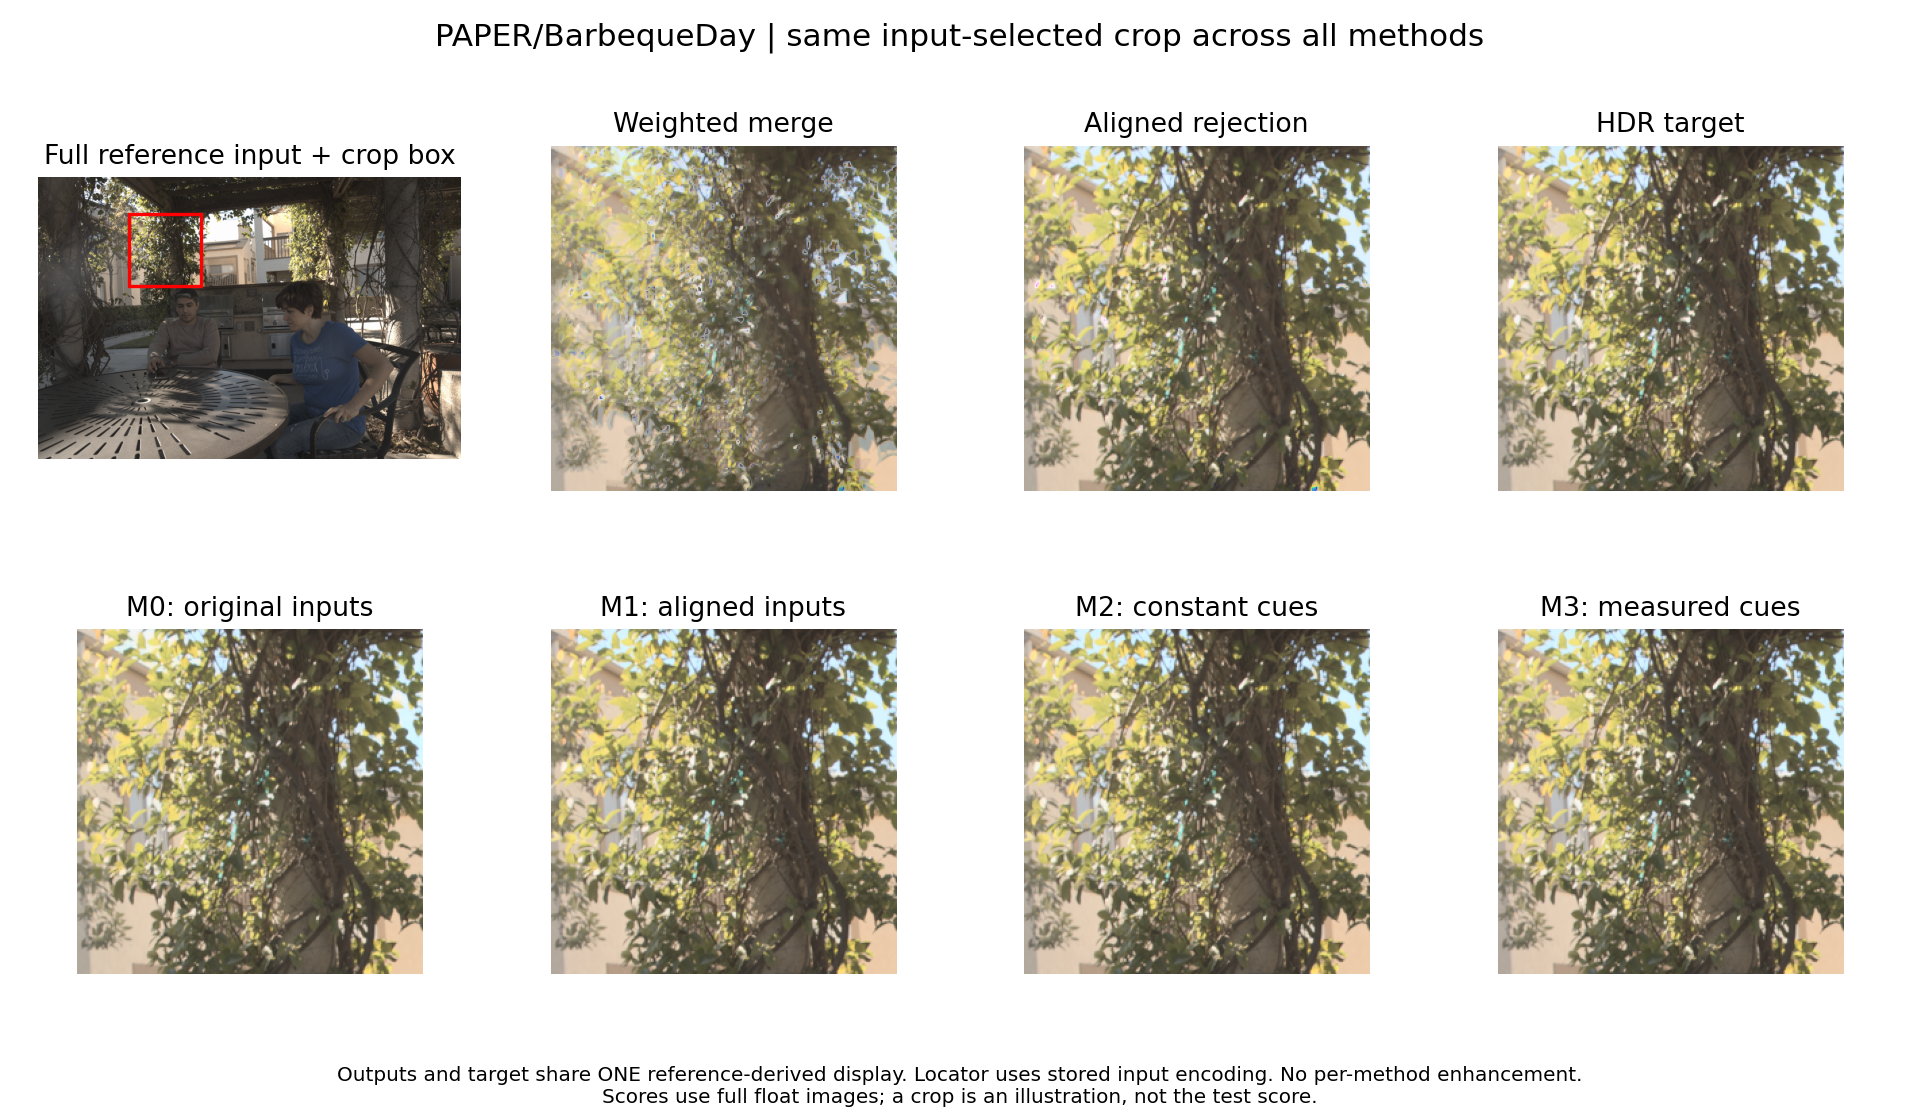 PAPER/BarbequeDay | same input-selected crop across all methods
Full reference input + crop box
Weighted merge
Aligned rejection
HDR target
M0: original inputs
M1: aligned inputs
M2: constant cues
M3: measured cues
Outputs and target share ONE reference-derived display. Locator uses stored input encoding. No per-method enhancement.
Scores use full float images; a crop is an illustration, not the test score.